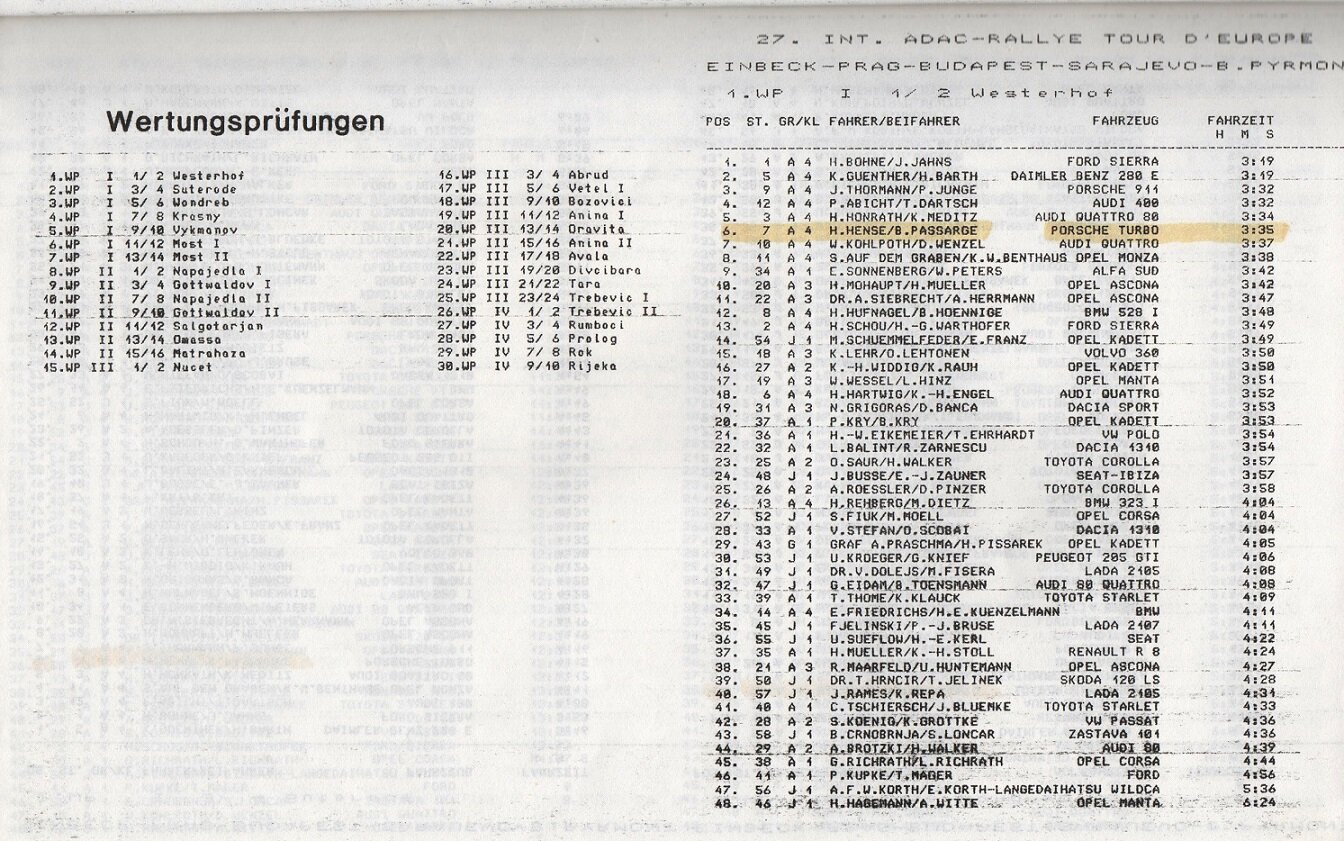 Wertungsprüfungen
1.WP I 1/ 2 Westerhof
2.WP I 3/ 4 Suterode
3.WP I 5/ 6 Wondreb
4.WP I 7/ 8 Krasny
5.WP I 9/10 Vykmanov
6.WP I 11/12 Most I
7.WP I 13/14 Most II
8.WP II 1/ 2 Napajedla I
9.WP II 3/ 4 Gottwaldov I
10.WP II 7/ 8 Napajedla II
11.WP II 9/10 Gottwaldov II
12.WP II 11/12 Salgotarjan
13.WP II 13/14 Omassa
14.WP II 15/16 Matrahaza
15.WP III 1/ 2 Nucet
16.WP III 3/ 4 Abrud
17.WP III 5/ 6 Vetel I
18.WP III 9/10 Bozovici
19.WP III 11/12 Anina I
20.WP III 13/14 Oravita
21.WP III 15/16 Anina II
22.WP III 17/18 Avala
23.WP III 19/20 Divcibara
24.WP III 21/22 Tara
25.WP III 23/24 Trebevic I
26.WP IV 1/ 2 Trebevic II
27.WP IV 3/ 4 Rumboci
28.WP IV 5/ 6 Prolog
29.WP IV 7/ 8 Rok
30.WP IV 9/10 Rijeka
27. INT. ADAC-RALLYE TOUR D'EUROPE
EINBECK-PRAG-BUDAPEST-SARAJEVO-B.PYRMON
1.WP I 1/ 2 Westerhof
POS ST. GR/KL FAHRER/BEIFAHRER FAHRZEUG FAHRZEIT
H M S
1. 1 A 4 H.BOHNE/J.JAHNS FORD SIERRA 3:19
2. 5 A 4 K.GUENTHER/H.BARTH DAIMLER BENZ 280 E 3:19
3. 9 A 4 J.THORMANN/P.JUNGE PORSCHE 911 3:32
4. 12 A 4 P.ABICHT/T.DARTSCH AUDI 400 3:32
5. 3 A 4 H.HONRATH/K.MEDITZ AUDI QUATTRO 80 3:34
6. 7 A 4 H.HENSE/B.PASSARGE PORSCHE TURBO 3:35
7. 10 A 4 W.KOHLPOTH/D.WENZEL AUDI QUATTRO 3:37
8. 11 A 4 S.AUF DEM GRABEN/K.W.BENTHAUS OPEL MONZA 3:38
9. 34 A 1 E.SONNENBERG/W.PETERS ALFA SUD 3:42
10. 20 A 3 H.MOHAUPT/H.MUELLER OPEL ASCONA 3:42
11. 22 A 3 DR.A.SIEBRECHT/A.HERRMANN OPEL ASCONA 3:47
12. 8 A 4 H.HUFNAGEL/B.HOENNIGE BMW 528 I 3:48
13. 2 A 4 K.SCHOU/H.-G.WARTHOFER FORD SIERRA 3:49
14. 54 J 1 M.SCHUEMMELFEDER/E.FRANZ OPEL KADETT 3:49
15. 18 A 3 K.LEHR/O.LEHTONEN VOLVO 360 3:50
16. 27 A 2 K.-H.WIDDIG/K.RAUH OPEL KADETT 3:50
17. 19 A 3 W.WESSEL/L.HINZ OPEL MANTA 3:51
18. 6 A 4 H.HARTWIG/K.-H.ENGEL AUDI QUATTRO 3:52
19. 31 A 3 N.GRIGORAS/D.BANCA DACIA SPORT 3:53
20. 37 A 1 P.KRY/B.KRY OPEL KADETT 3:53
21. 36 A 1 H.-W.EIKEMEIER/T.EHRHARDT VW POLO 3:54
22. 32 A 1 L.BALINT/R.ZARNESCU DACIA 1310 3:54
23. 25 A 2 O.SAUR/H.WALKER TOYOTA COROLLA 3:57
24. 48 J 1 J.BUSSE/E.-J.ZAUNER SEAT-IBIZA 3:57
25. 26 A 2 A.ROESSLER/D.PINZER TOYOTA COROLLA 3:58
26. 13 A 4 H.REHBERG/M.DIETZ BMW 323 I 4:04
27. 52 J 1 S.FIUK/M.MOELL OPEL CORSA 4:04
28. 33 A 1 V.STEFAN/O.SCOBAI DACIA 1310 4:04
29. 43 G 1 GRAF A.PRASCHMA/H.PISSAREK OPEL KADETT 4:05
30. 53 J 1 U.KROEGER/G.KNIEF PEUGEOT 205 GTI 4:06
31. 49 J 1 DR.V.DOLEJS/M.FISERA LADA 2105 4:08
32. 47 J 1 G.EIDAM/B.TOENSMANN AUDI 80 QUATTRO 4:08
33. 39 A 4 T.THOME/K.KLAUCK TOYOTA STARLET 4:09
34. 14 A 4 E.FRIEDRICHS/H.E.KUENZELMANN BMW 4:11
35. 45 J 1 FJELINSKI/P.-J.BRUSE LADA 2107 4:11
36. 55 J 1 U.SUEFLOW/H.-E.KERL SEAT 4:22
37. 35 A 1 H.MUELLER/K.-H.STOLL RENAULT R 8 4:24
38. 21 A 3 R.MAARFELD/U.HUNTEMANN OPEL ASCONA 4:27
39. 50 J 1 DR.T.HRNCIR/T.JELINEK SKODA 120 LS 4:28
40. 57 J 1 J.RAMES/K.REPA LADA 2105 4:31
41. 40 A 1 C.TSCHIERSCH/J.BLUEMKE TOYOTA STARLET 4:33
42. 28 A 2 S.KOENIG/K.GROTTKE VW PASSAT 4:36
43. 58 J 1 B.CRNOBRNJA/S.LONCAR ZASTAVA 101 4:36
44. 29 A 2 A.BROTZKI/H.WALKER AUDI 80 4:39
45. 38 A 1 G.RICHRATH/L.RICHRATH OPEL CORSA 4:44
46. 41 A 1 P.KUPKE/T.MAGER FORD 4:56
47. 56 J 1 A.F.W.KORTH/E.KORTH-LANGEDAIHATSU WILDCA 5:36
48. 46 J 1 H.HAGEMANN/A.WITTE OPEL MANTA 6:24